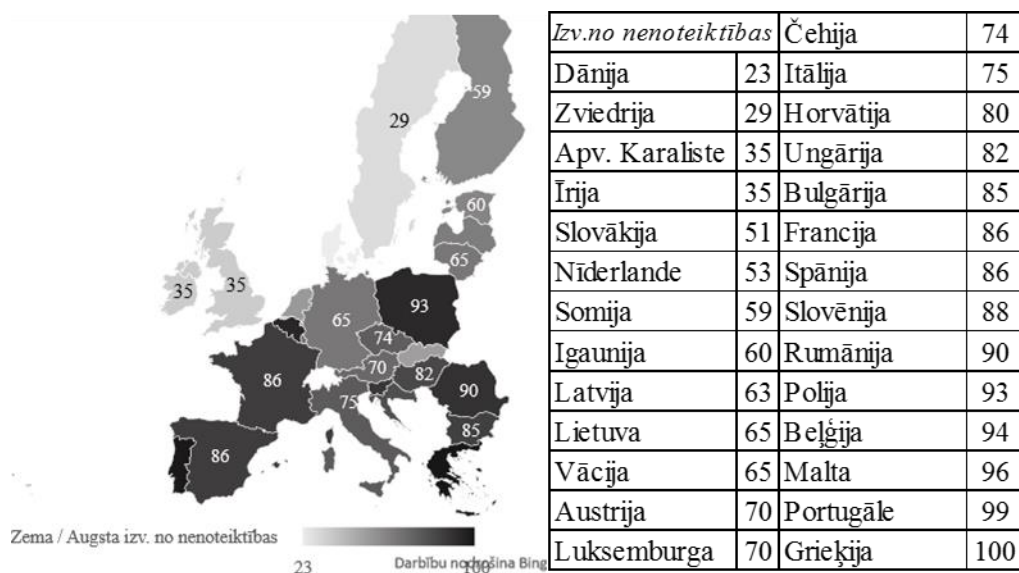 59
29
60
65
35
35
93
65
74
70
82
86
90
75
85
86
Zema / Augsta izv. no nenoteiktības
23
100
Darbību nodrošina Bing
Izv.no nenoteiktības Čehija 74
Dānija 23 Itālija 75
Zviedrija 29 Horvātija 80
Apv. Karaliste 35 Ungārija 82
Īrija 35 Bulgārija 85
Slovākija 51 Francija 86
Nīderlande 53 Spānija 86
Somija 59 Slovēnija 88
Igaunija 60 Rumānija 90
Latvija 63 Polija 93
Lietuva 65 Beļģija 94
Vācija 65 Malta 96
Austrija 70 Portugāle 99
Luksemburga 70 Grieķija 100